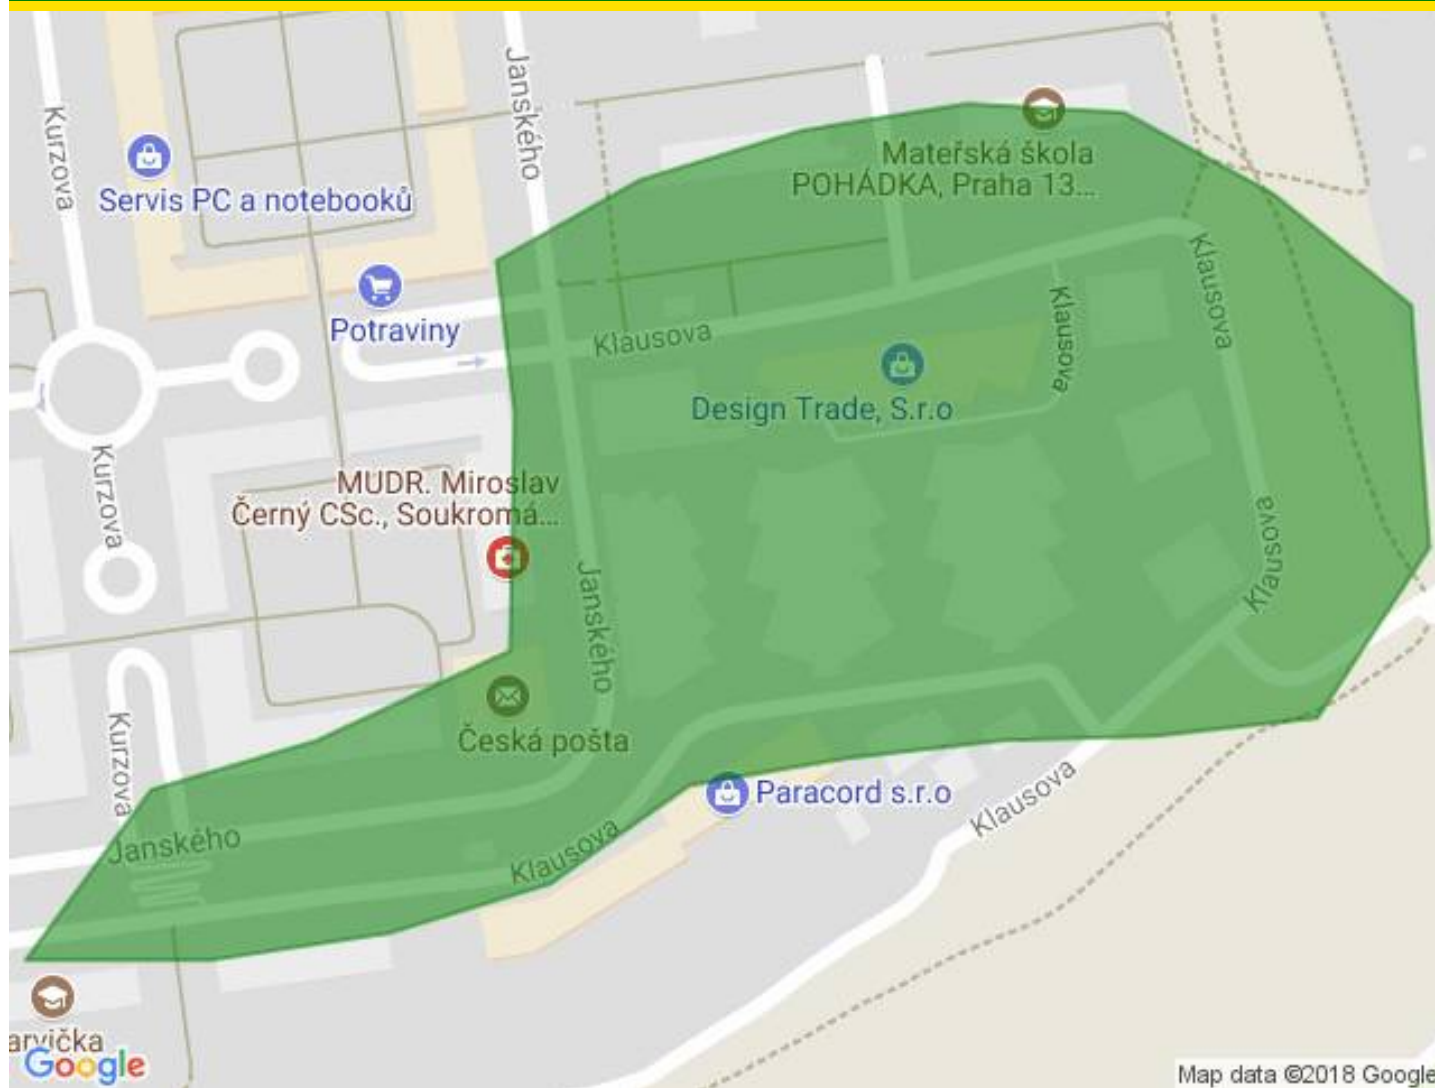 Janského
Kurzova
Mateřská škola
POHÁDKA, Praha 13...
Servis PC a notebooků
Klausova
Potraviny
Klausova
Klausova
Design Trade, S.r.o
Kurzova
MUDR. Miroslav
Černý CSc., Soukromá...
Klausova
Janského
Kurzova
Česká pošta
Paracord s.r.o
Klausova
Janského
Klausova
arvička
Google
Map data ©2018 Google